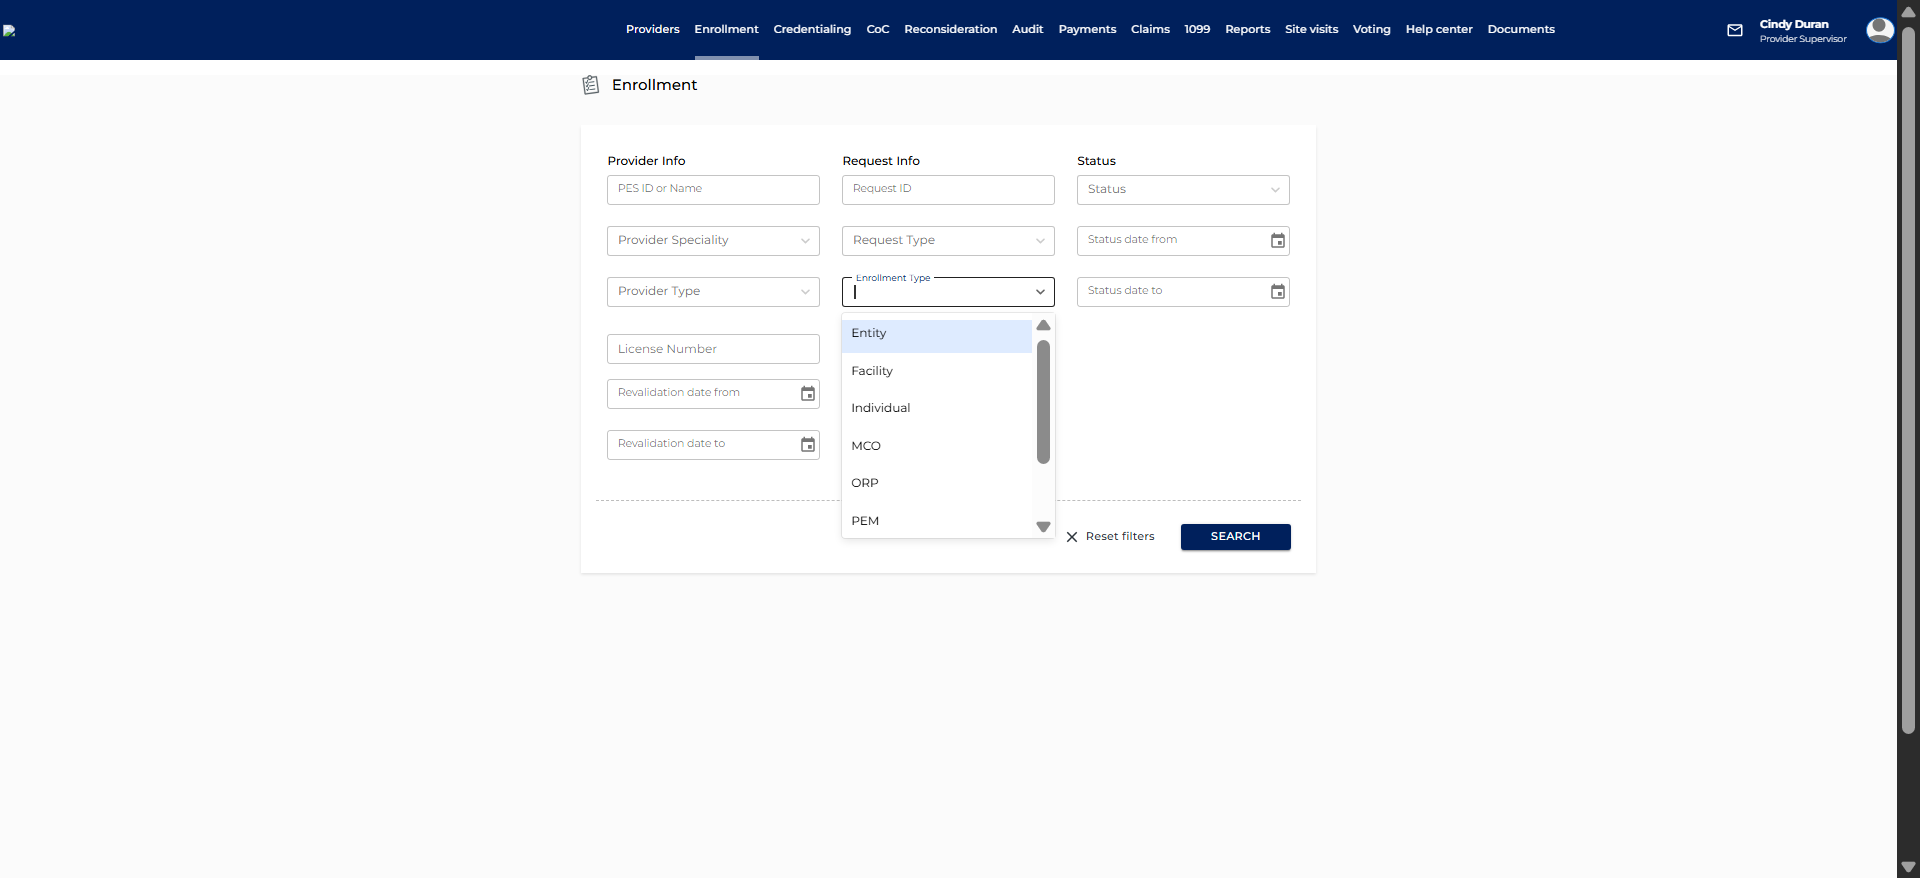 Providers Enrollment Credentialing CoC Reconsideration Audit Payments Claims 1099 Reports Site visits Voting Help center Documents
Cindy Duran
Provider Supervisor
Enrollment
Provider Info Request Info Status
PES ID or Name Request ID Status
Provider Speciality Request Type Status date from
Enrollment Type
Provider Type Status date to
Entity
License Number
Facility
Revalidation date from
Individual
Revalidation date to
MCO
ORP
PEM
Reset filters SEARCH